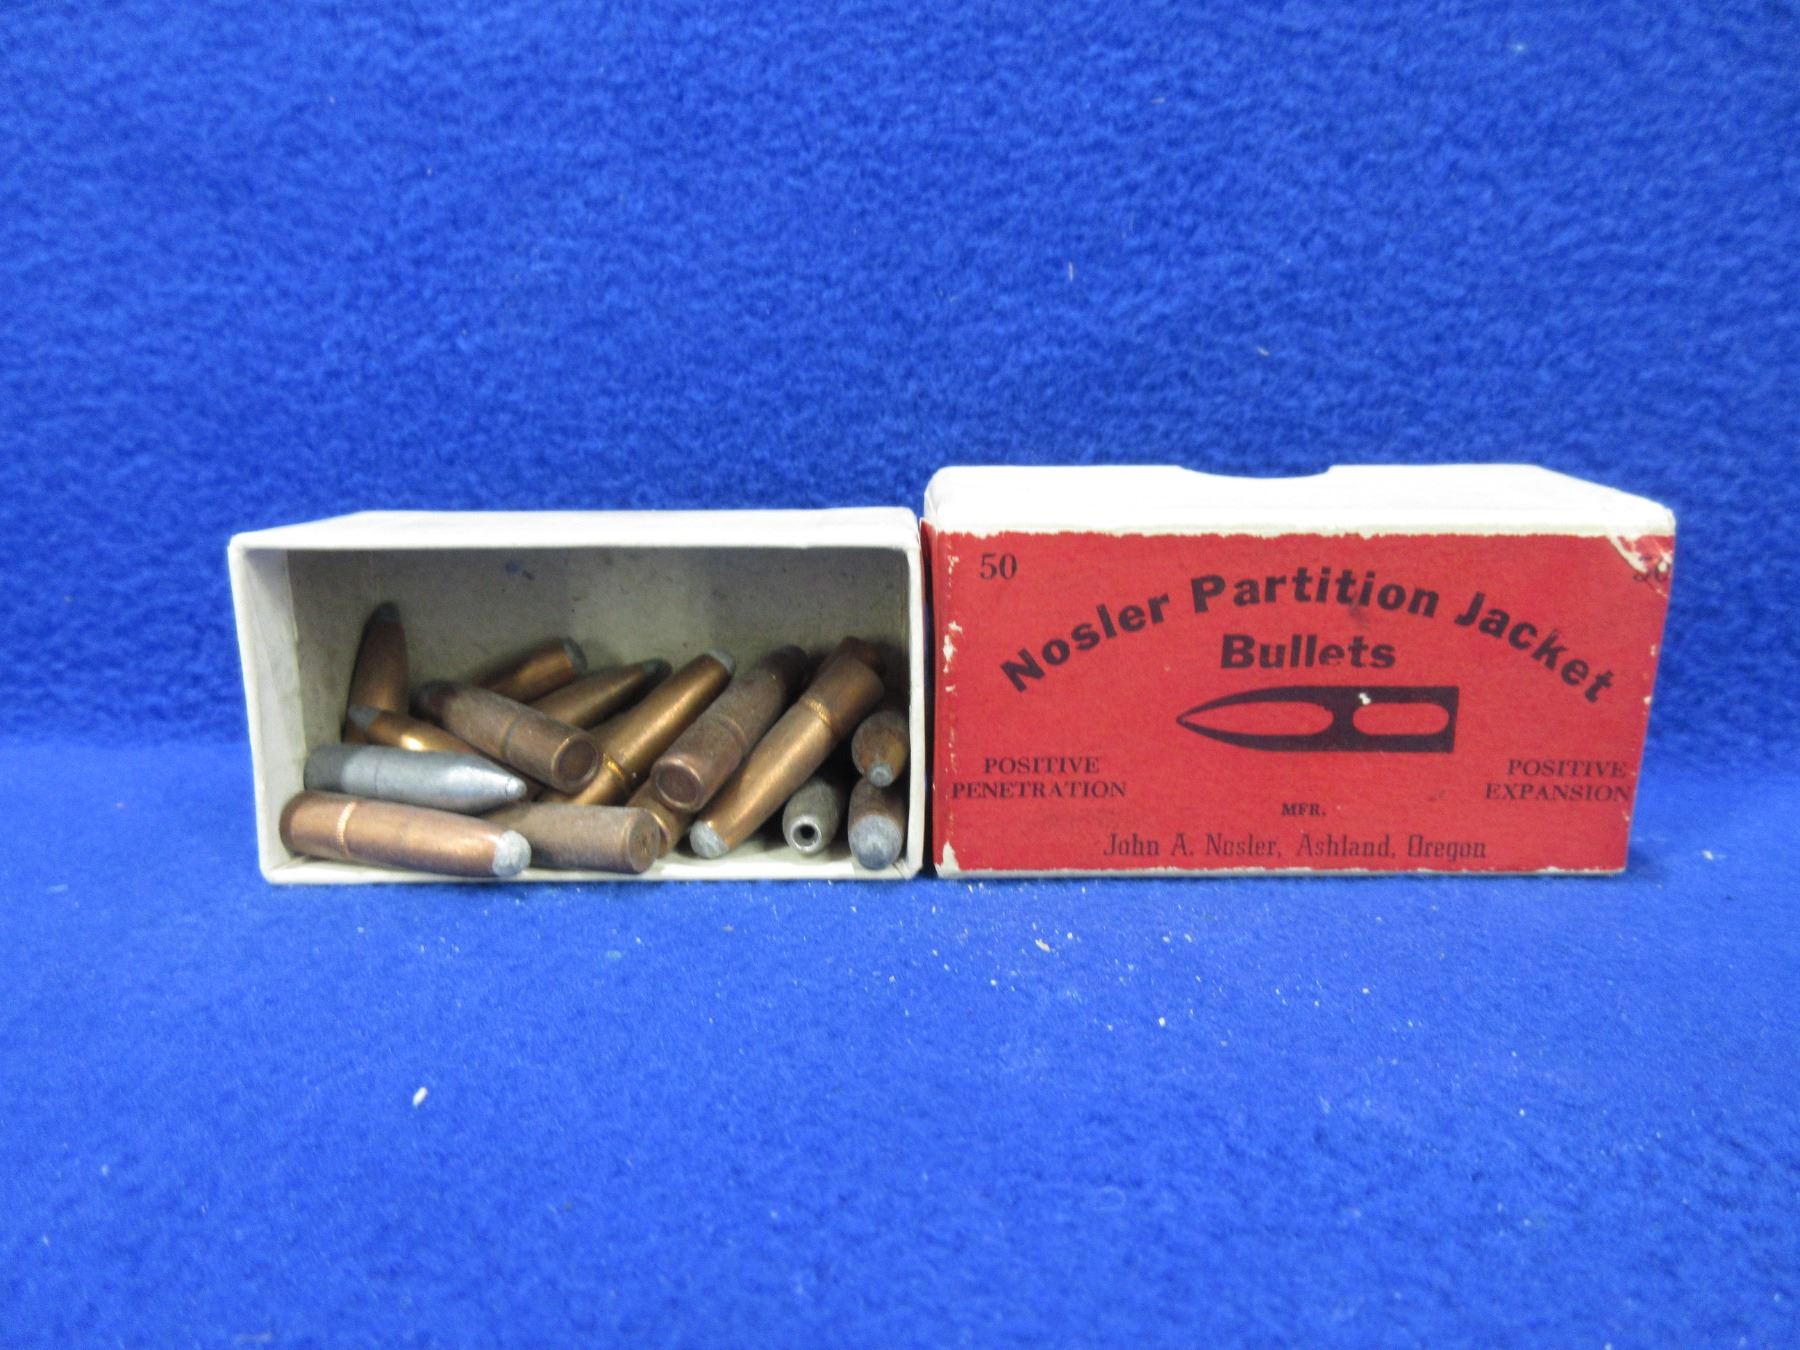 50
Nosler Partition Jacket
Bullets
POSITIVE
PENETRATION
POSITIVE
EXPANSION
MFR.
John A. Nosler, Ashland, Oregon